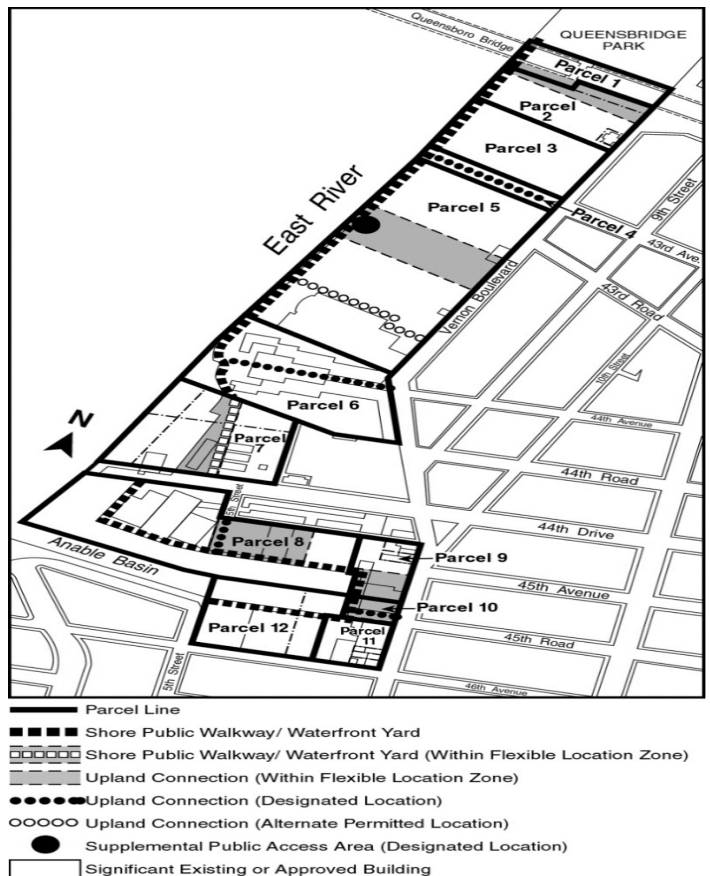 QUEENSBRIDGE
PARK
Queensboro Bridge
Parcel 1
Parcel
2
Parcel 3
9th Street
East River
Parcel 5
Parcel 4
43rd Ave.
Vernon Boulevard
43rd Road
10th Street
Parcel 6
44th Avenue
N
Parcel
7
44th Road
5th Street
44th Drive
Parcel 8
Anable Basin
Parcel 9
45th Avenue
Parcel 10
Parcel 12
Parcel
11
45th Road
5th Street
46th Avenue
Parcel Line
Shore Public Walkway/ Waterfront Yard
Shore Public Walkway/ Waterfront Yard (Within Flexible Location Zone)
Upland Connection (Within Flexible Location Zone)
Upland Connection (Designated Location)
Upland Connection (Alternate Permitted Location)
Supplemental Public Access Area (Designated Location)
Significant Existing or Approved Building